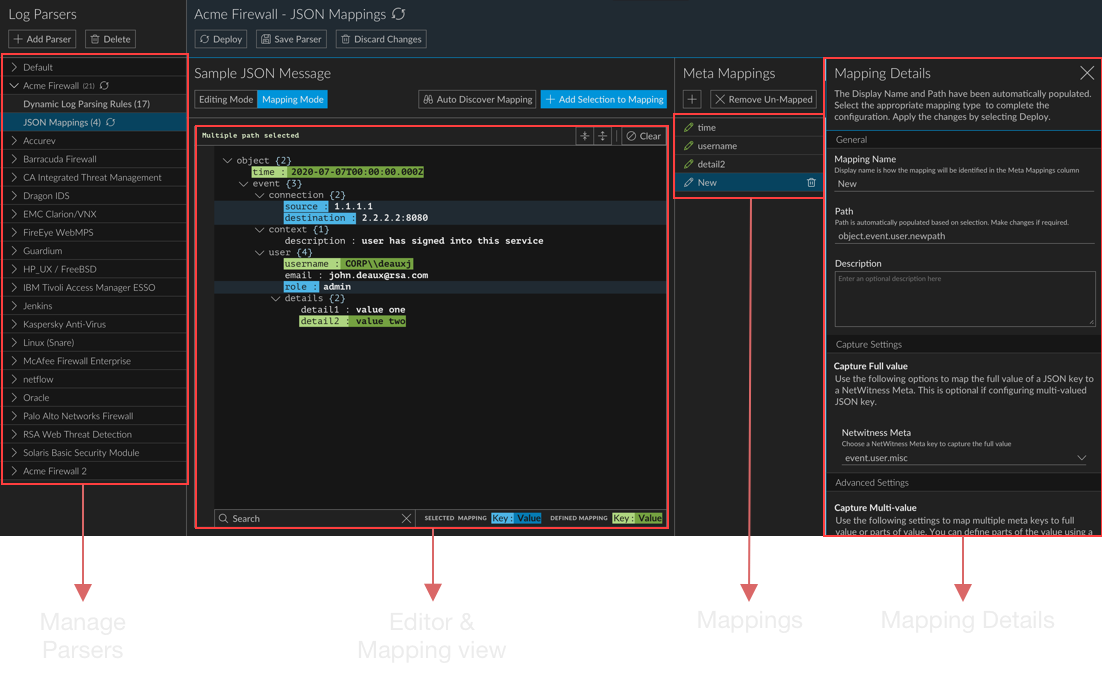 Log Parsers
Add Parser
Delete
Default
Acme Firewall (21)
Dynamic Log Parsing Rules (17)
JSON Mappings (4)
Accurev
Barracuda Firewall
CA Integrated Threat Management
Dragon IDS
EMC Clarion/VNX
FireEye WebMPS
Guardium
HP_UX / FreeBSD
IBM Tivoli Access Manager ESSO
Jenkins
Kaspersky Anti-Virus
Linux (Snare)
McAfee Firewall Enterprise
netflow
Oracle
Palo Alto Networks Firewall
RSA Web Threat Detection
Solaris Basic Security Module
Acme Firewall 2
Acme Firewall - JSON Mappings
Deploy
Save Parser
Discard Changes
Sample JSON Message
Editing Mode
Mapping Mode
Auto Discover Mapping
Add Selection to Mapping
Multiple path selected
Clear
object {2}
time : 2020-07-07T00:00:00.000Z
event {3}
connection {2}
source : 1.1.1.1
destination : 2.2.2.2:8080
context {1}
description : user has signed into this service
user {4}
username : CORP\\deauxj
email : john.deaux@rsa.com
role : admin
details {2}
detail1 : value one
detail2 : value two
Search
SELECTED MAPPING Key: Value
DEFINED MAPPING Key: Value
Meta Mappings
Remove Un-Mapped
time
username
detail2
New
Mapping Details
The Display Name and Path have been automatically populated.
Select the appropriate mapping type to complete the
configuration. Apply the changes by selecting Deploy.
General
Mapping Name
Display name is how the mapping will be identified in the Meta Mappings column
New
Path
Path is automatically populated based on selection. Make changes if required.
object.event.user.newpath
Description
Enter an optional description here
Capture Settings
Capture Full value
Use the following options to map the full value of a JSON key to
a NetWitness Meta. This is optional if configuring multi-valued
JSON key.
Netwitness Meta
Choose a NetWitness Meta key to capture the full value
event.user.misc
Advanced Settings
Capture Multi-value
Use the following settings to map multiple meta keys to full
value or parts of value. You can define parts of the value using a
Manage
Parsers
Editor &
Mapping view
Mappings
Mapping Details